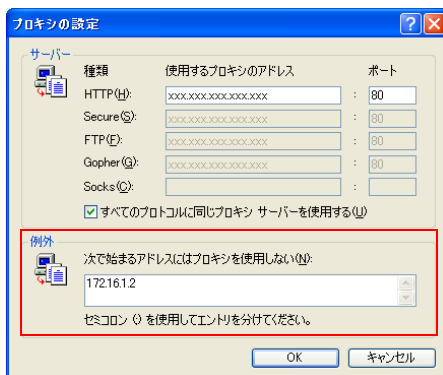 プロキシの設定
サーバー
種類 使用するプロキシのアドレス ポート
HTTP(H): xxx.xxx.xxx.xxx.xxx : 80
Secure(S): xxx.xxx.xxx.xxx.xxx : 80
FTP(F): xxx.xxx.xxx.xxx.xxx : 80
Gopher(G): xxx.xxx.xxx.xxx.xxx : 80
Socks(C): :
すべてのプロトコルに同じプロキシ サーバーを使用する(U)
例外
次で始まるアドレスにはプロキシを使用しない(N):
172.16.1.2
セミコロン (;) を使用してエントリを分けてください。
OK キャンセル